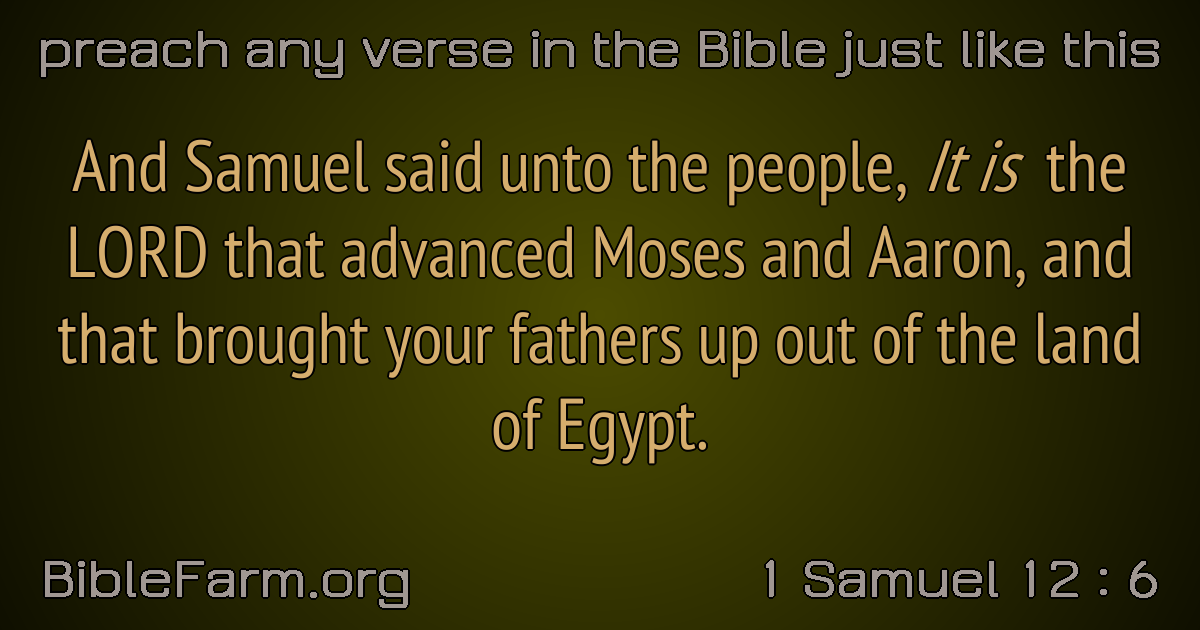 preach any verse in the Bible just like this
And Samuel said unto the people, It is the
LORD that advanced Moses and Aaron, and
that brought your fathers up out of the land
of Egypt.
BibleFarm.org
1 Samuel 12 : 6